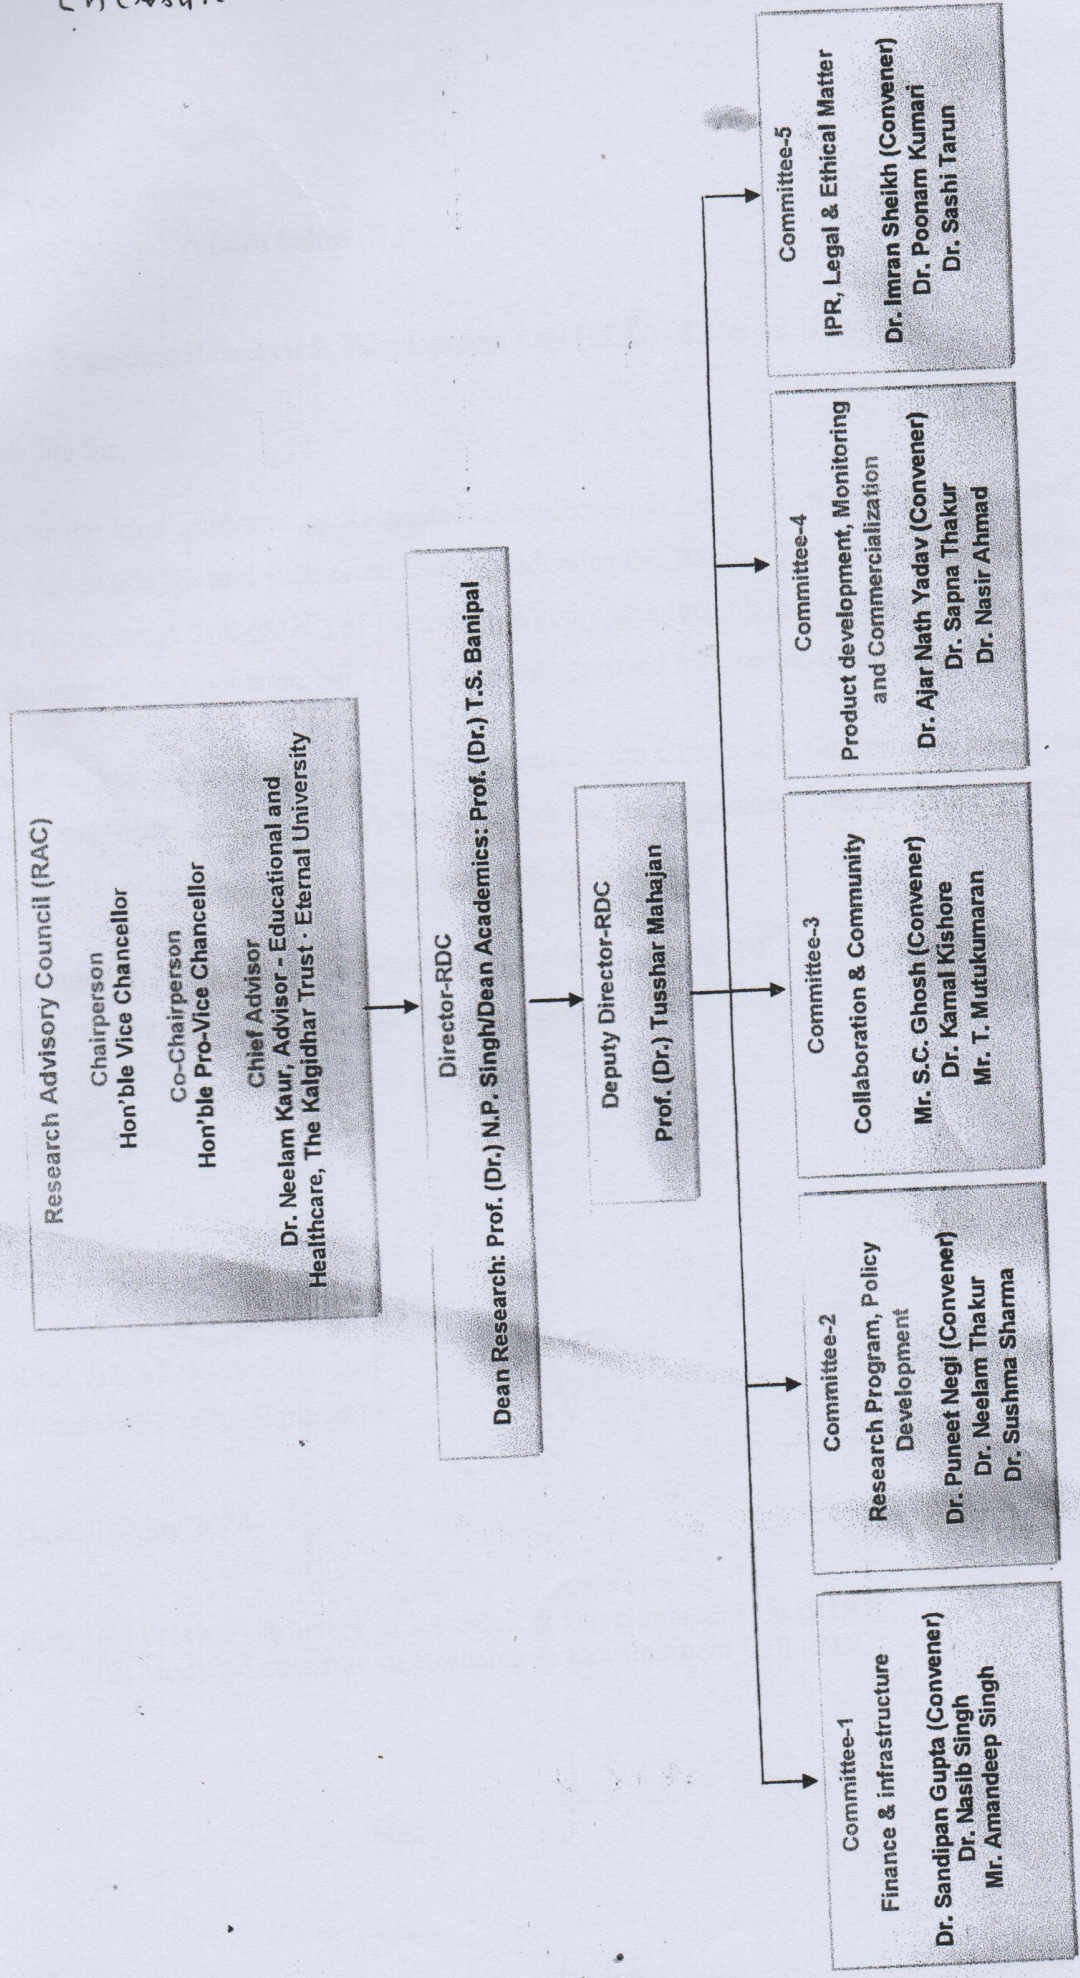 Research Advisory Council (RAC)
Chairperson
Hon'ble Vice Chancellor
Co-Chairperson
Hon'ble Pro-Vice Chancellor
Chief Advisor
Dr. Neelam Kaur, Advisor - Educational and
Healthcare, The Kalgidhar Trust - Eternal University
Director-RDC
Dean Research: Prof. (Dr.) N.P. Singh/Dean Academics: Prof. (Dr.) T.S. Banipal
Deputy Director-RDC
Prof. (Dr.) Tusshar Mahajan
Committee-1
Finance & infrastructure
Dr. Sandipan Gupta (Convener)
Dr. Nasib Singh
Mr. Amandeep Singh
Committee-2
Research Program, Policy
Development
Dr. Puneet Negi (Convener)
Dr. Neelam Thakur
Dr. Sushma Sharma
Committee-3
Collaboration & Community
Mr. S.C. Ghosh (Convener)
Dr. Kamal Kishore
Mr. T. Mutukumaran
Committee-4
Product development, Monitoring
and Commercialization
Dr. Ajar Nath Yadav (Convener)
Dr. Sapna Thakur
Dr. Nasir Ahmad
Committee-5
IPR, Legal & Ethical Matter
Dr. Imran Sheikh (Convener)
Dr. Poonam Kumari
Dr. Sashi Tarun